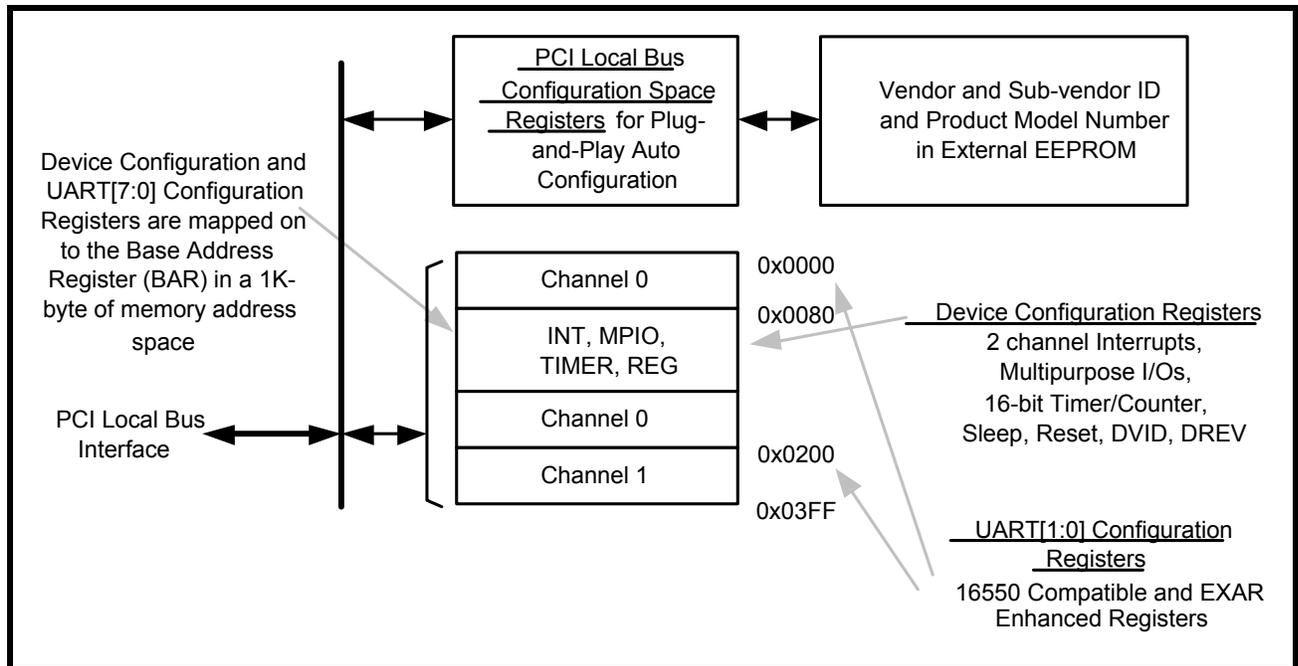 PCI Local Bus
Configuration Space
Registers for Plug-
and-Play Auto
Configuration
Vendor and Sub-vendor ID
and Product Model Number
in External EEPROM
Device Configuration and
UART[7:0] Configuration
Registers are mapped on
to the Base Address
Register (BAR) in a 1K-
byte of memory address
space
PCI Local Bus
Interface
Channel 0
INT, MPIO,
TIMER, REG
Channel 0
Channel 1
0x0000
0x0080
0x0200
0x03FF
Device Configuration Registers
2 channel Interrupts,
Multipurpose I/Os,
16-bit Timer/Counter,
Sleep, Reset, DVID, DREV
UART[1:0] Configuration
Registers
16550 Compatible and EXAR
Enhanced Registers